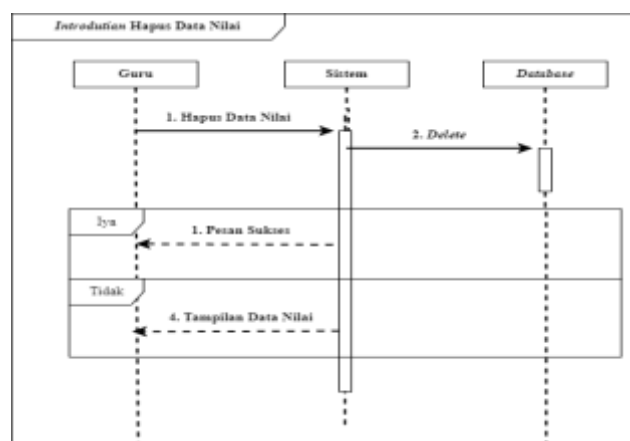 Introdutian Hapus Data Nilai
Guru
Sistem
Database
1. Hapus Data Nilai
2. Delete
Iya
1. Pesan Sukses
Tidak
4. Tampilan Data Nilai